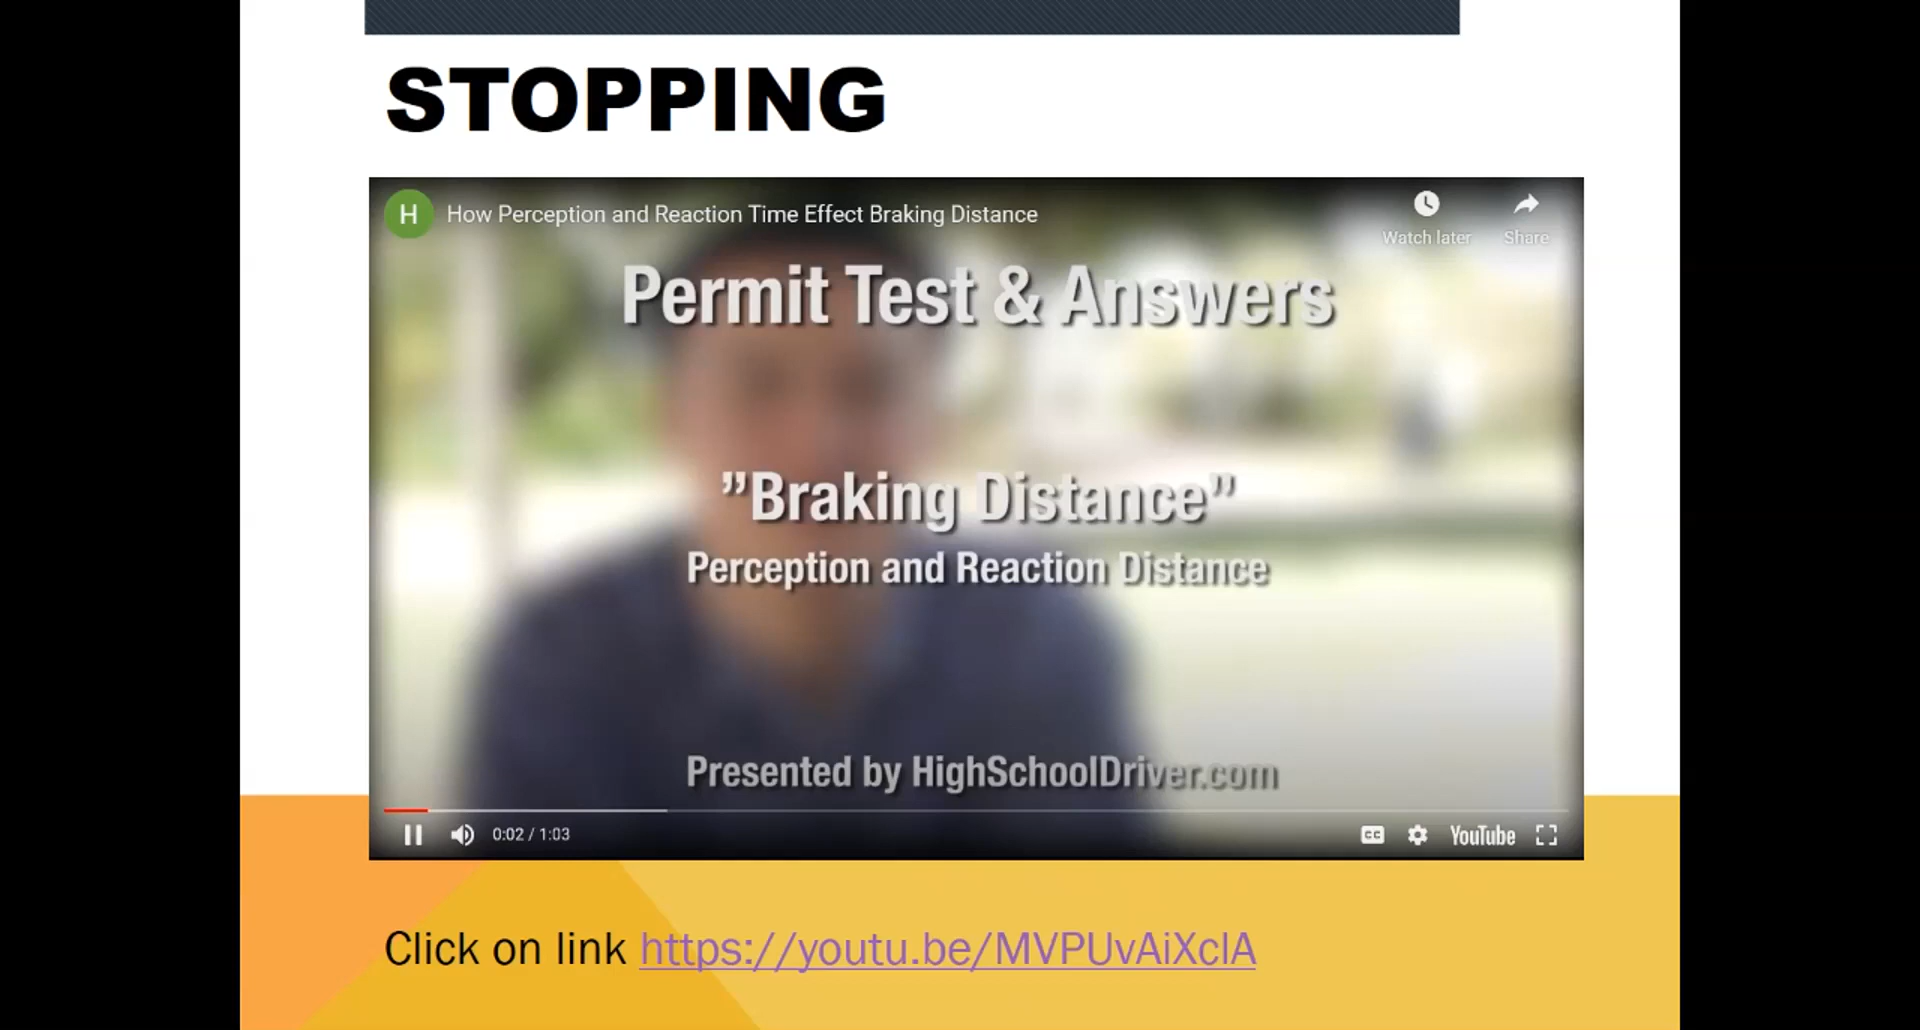 STOPPING
H
How Perception and Reaction Time Effect Braking Distance
Watch later
Share
Permit Test & Answers
”Braking Distance”
Perception and Reaction Distance
Presented by HighSchoolDriver.com
0:02 / 1:03
CC
YouTube
Click on link https://youtu.be/MVPUvAiXclA